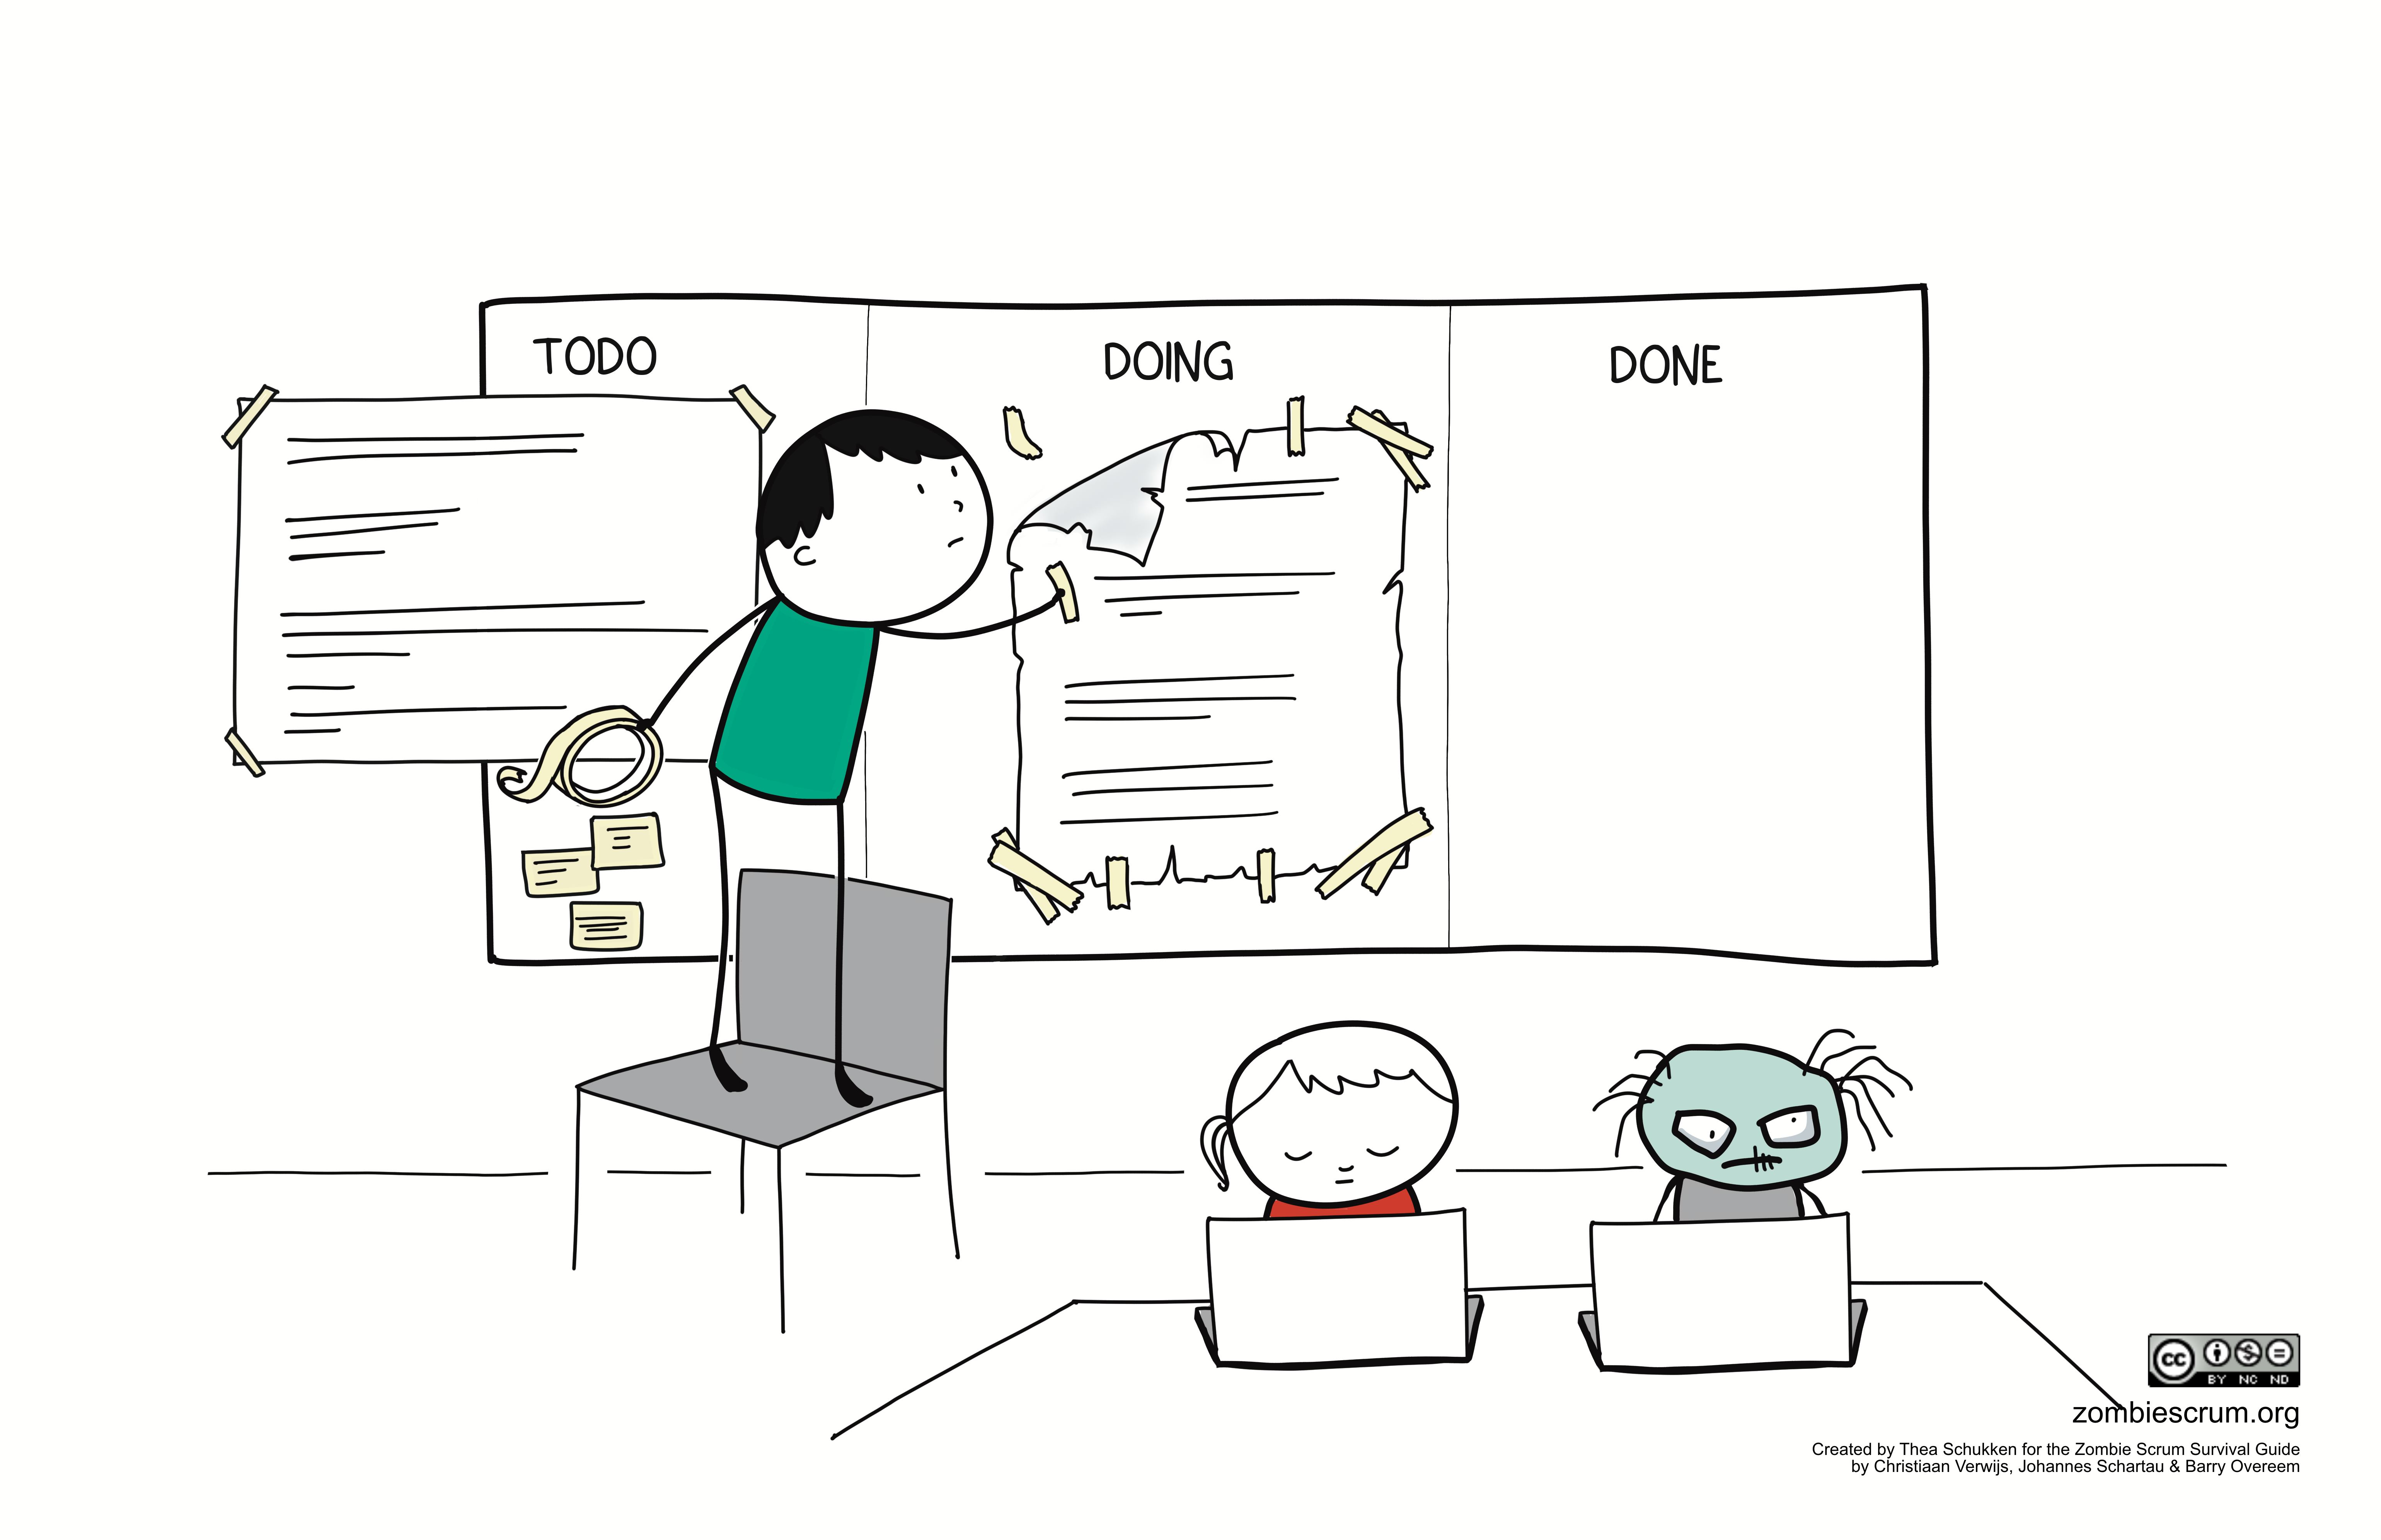 TODO
DOING
DONE
cc
BY NC ND
zombiescrum.org
Created by Thea Schukken for the Zombie Scrum Survival Guide
by Christiaan Verwijs, Johannes Schartau & Barry Overeem